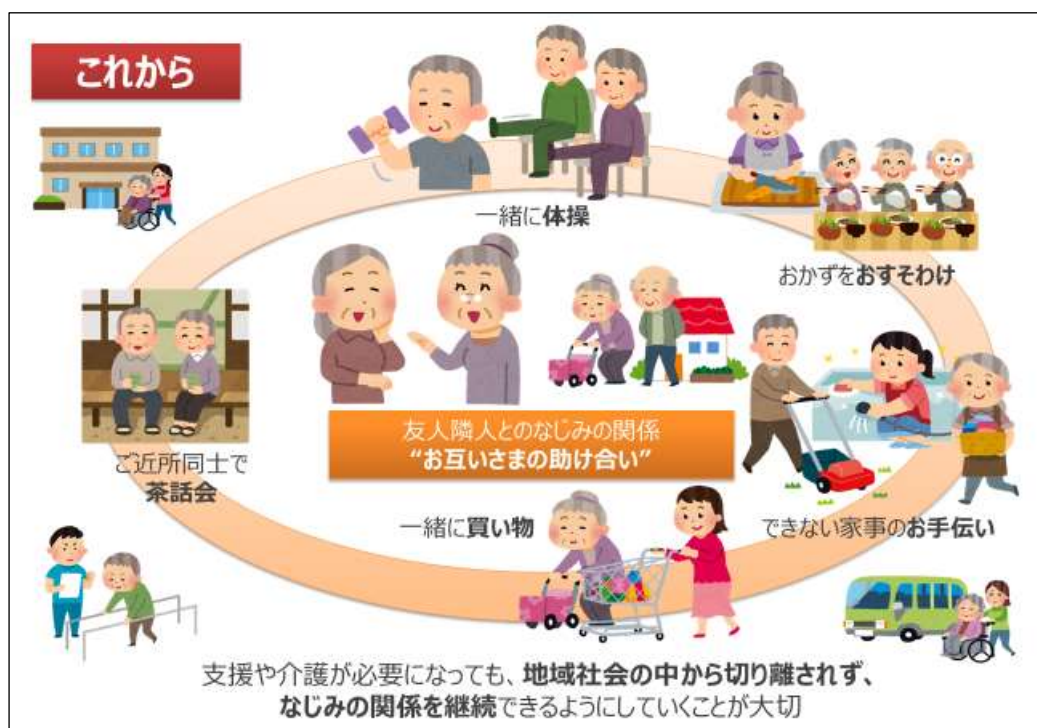 これから
一緒に体操
おかずをおすそわけ
友人隣人とのなじみの関係
“お互いさまの助け合い”
ご近所同士で
茶話会
一緒に買い物
できない家事のお手伝い
支援や介護が必要になっても、地域社会の中から切り離されず、
なじみの関係を継続できるようにしていくことが大切